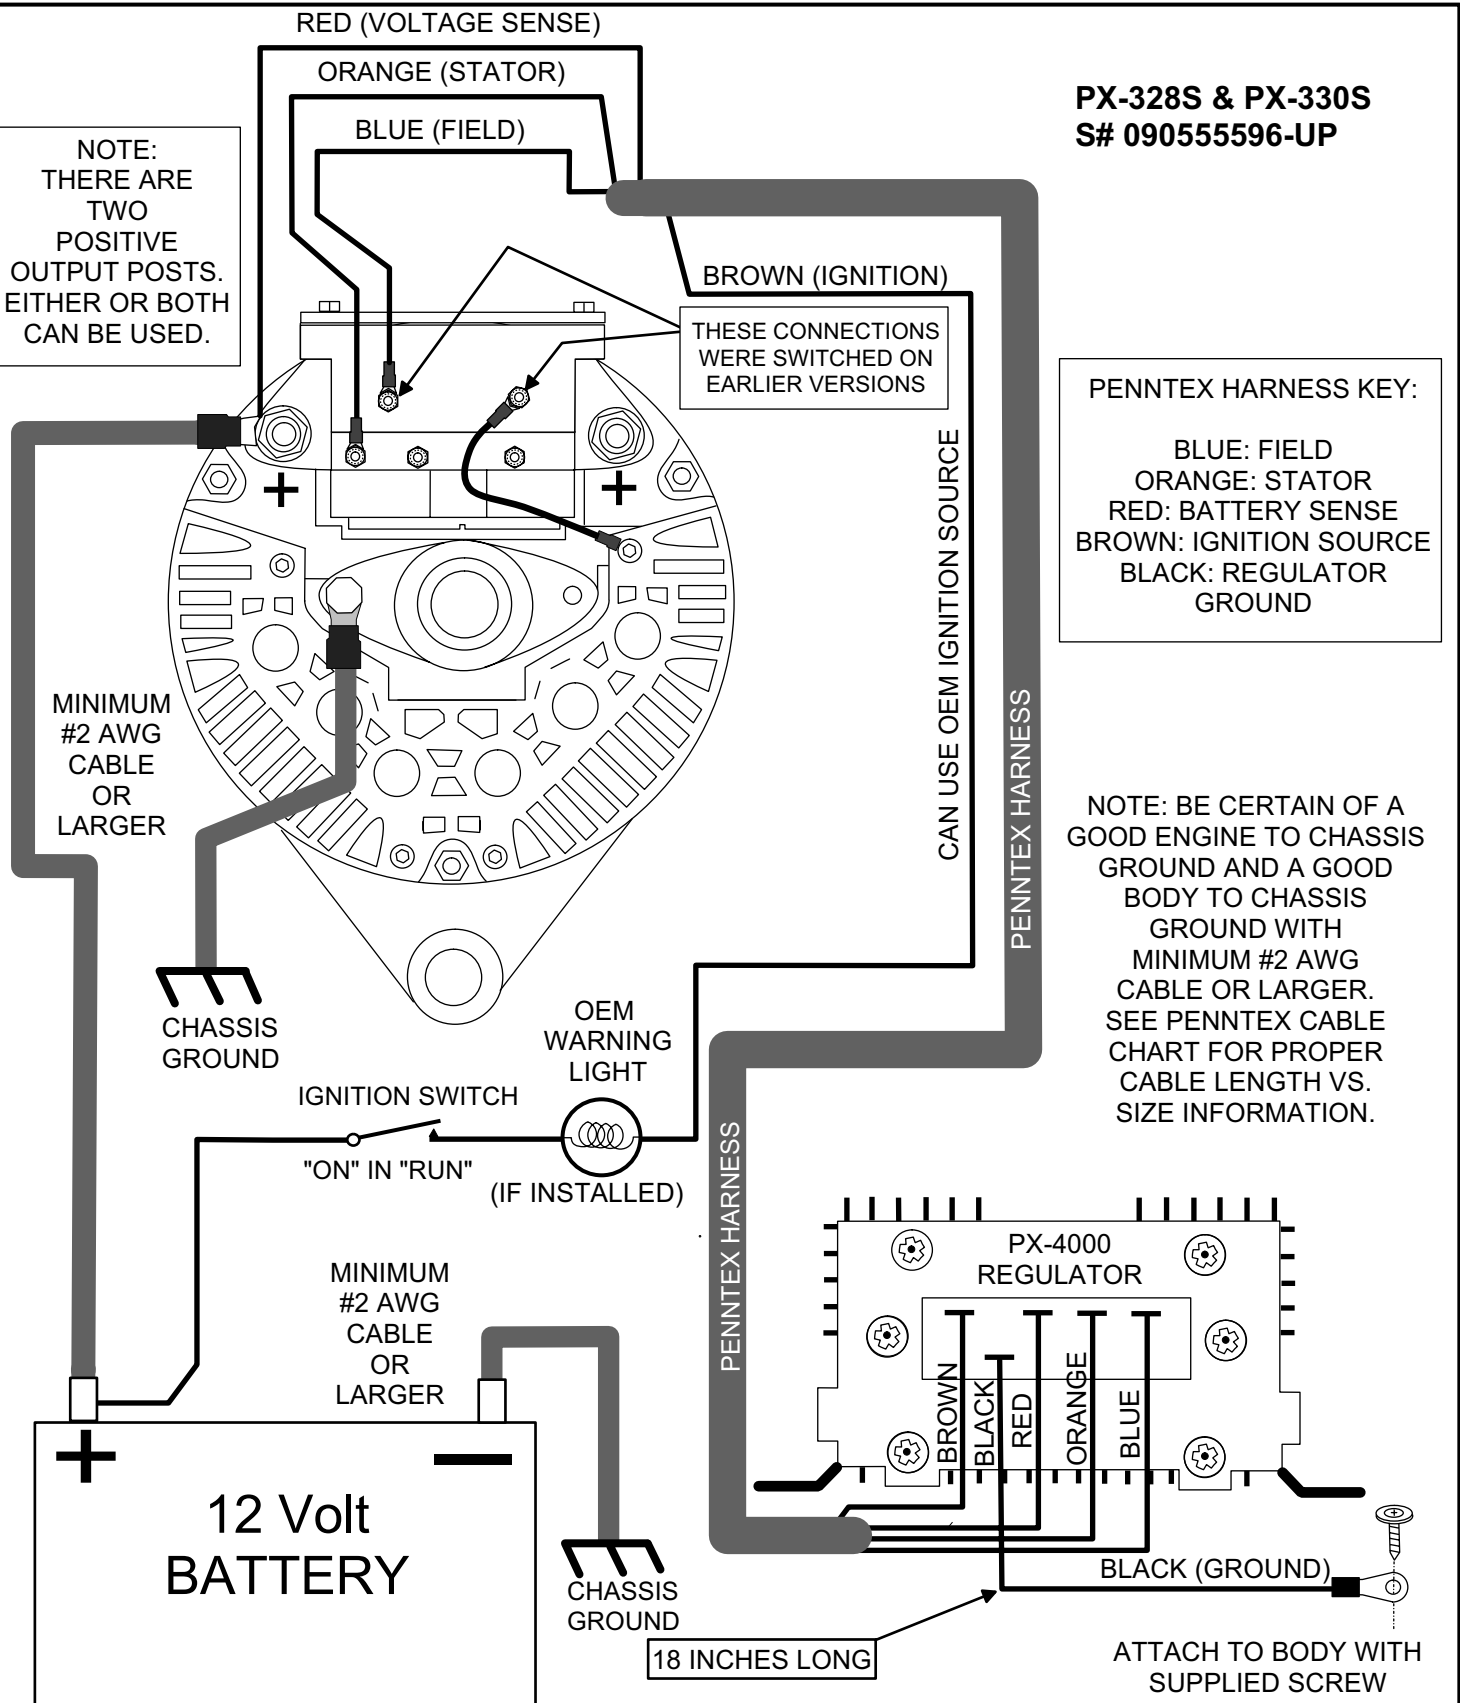 RED (VOLTAGE SENSE)
ORANGE (STATOR)
BLUE (FIELD)
PX-328S & PX-330S
S# 090555596-UP
NOTE:
THERE ARE
TWO
POSITIVE
OUTPUT POSTS.
EITHER OR BOTH
CAN BE USED.
BROWN (IGNITION)
THESE CONNECTIONS
WERE SWITCHED ON
EARLIER VERSIONS
PENNTEX HARNESS KEY:
BLUE: FIELD
ORANGE: STATOR
RED: BATTERY SENSE
BROWN: IGNITION SOURCE
BLACK: REGULATOR
GROUND
+
+
CAN USE OEM IGNITION SOURCE
PENNTEX HARNESS
MINIMUM
#2 AWG
CABLE
OR
LARGER
NOTE: BE CERTAIN OF A
GOOD ENGINE TO CHASSIS
GROUND AND A GOOD
BODY TO CHASSIS
GROUND WITH
MINIMUM #2 AWG
CABLE OR LARGER.
SEE PENNTEX CABLE
CHART FOR PROPER
CABLE LENGTH VS.
SIZE INFORMATION.
CHASSIS
GROUND
OEM
WARNING
LIGHT
IGNITION SWITCH
"ON" IN "RUN"
(IF INSTALLED)
PENNTEX HARNESS
PX-4000
REGULATOR
BROWN
BLACK
RED
ORANGE
BLUE
MINIMUM
#2 AWG
CABLE
OR
LARGER
+
−
12 Volt
BATTERY
CHASSIS
GROUND
BLACK (GROUND)
18 INCHES LONG
ATTACH TO BODY WITH
SUPPLIED SCREW